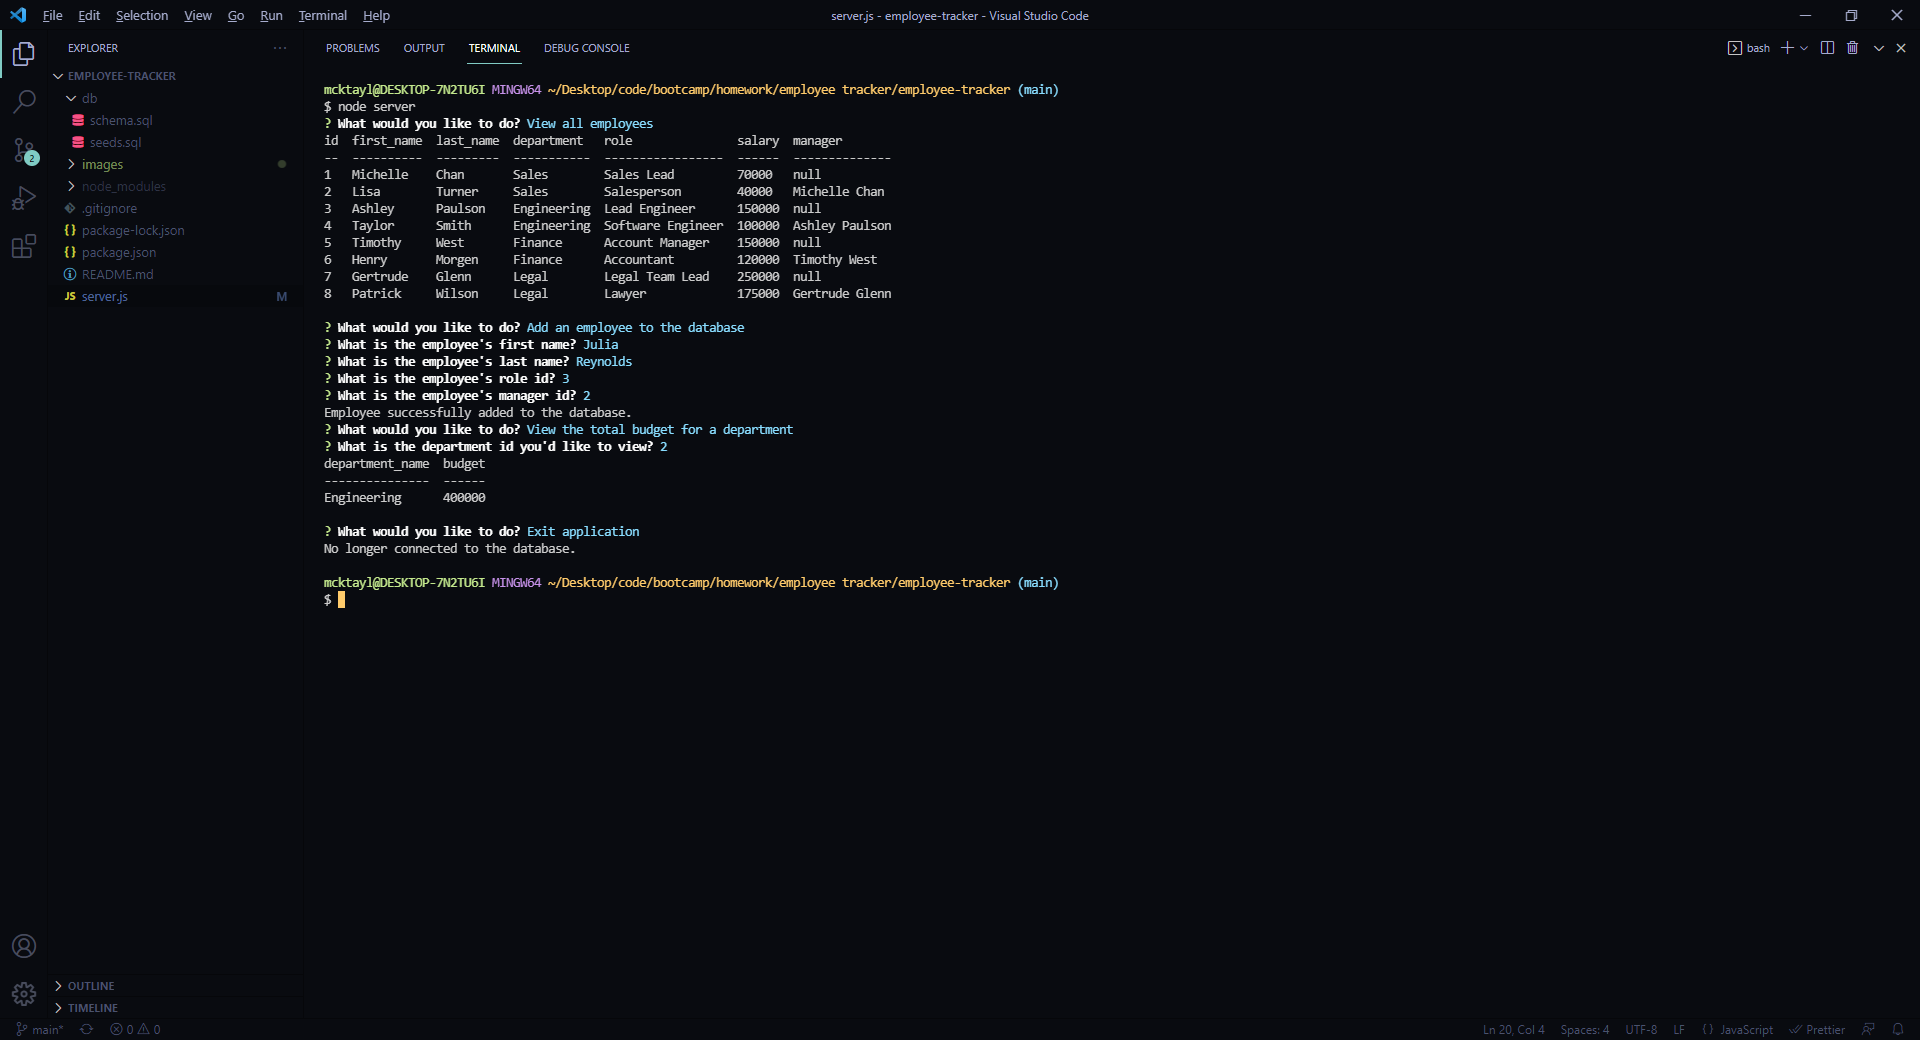 File Edit Selection View Go Run Terminal Help
server.js - employee-tracker - Visual Studio Code
EXPLORER
EMPLOYEE-TRACKER
db
schema.sql
seeds.sql
2
images
node_modules
.gitignore
package-lock.json
package.json
README.md
JS server.js M
OUTLINE
TIMELINE
PROBLEMS OUTPUT TERMINAL DEBUG CONSOLE
bash
mcktayl@DESKTOP-7N2TU6I MINGW64 ~/Desktop/code/bootcamp/homework/employee tracker/employee-tracker (main)
$ node server
? What would you like to do? View all employees
id first_name last_name department role salary manager
-- ---------- --------- ----------- ----------------- ------ --------------
1 Michelle Chan Sales Sales Lead 70000 null
2 Lisa Turner Sales Salesperson 40000 Michelle Chan
3 Ashley Paulson Engineering Lead Engineer 150000 null
4 Taylor Smith Engineering Software Engineer 100000 Ashley Paulson
5 Timothy West Finance Account Manager 150000 null
6 Henry Morgen Finance Accountant 120000 Timothy West
7 Gertrude Glenn Legal Legal Team Lead 250000 null
8 Patrick Wilson Legal Lawyer 175000 Gertrude Glenn
? What would you like to do? Add an employee to the database
? What is the employee's first name? Julia
? What is the employee's last name? Reynolds
? What is the employee's role id? 3
? What is the employee's manager id? 2
Employee successfully added to the database.
? What would you like to do? View the total budget for a department
? What is the department id you'd like to view? 2
department_name budget
--------------- ------
Engineering 400000
? What would you like to do? Exit application
No longer connected to the database.
mcktayl@DESKTOP-7N2TU6I MINGW64 ~/Desktop/code/bootcamp/homework/employee tracker/employee-tracker (main)
$
main* 0 0
Ln 20, Col 4 Spaces: 4 UTF-8 LF {} JavaScript Prettier